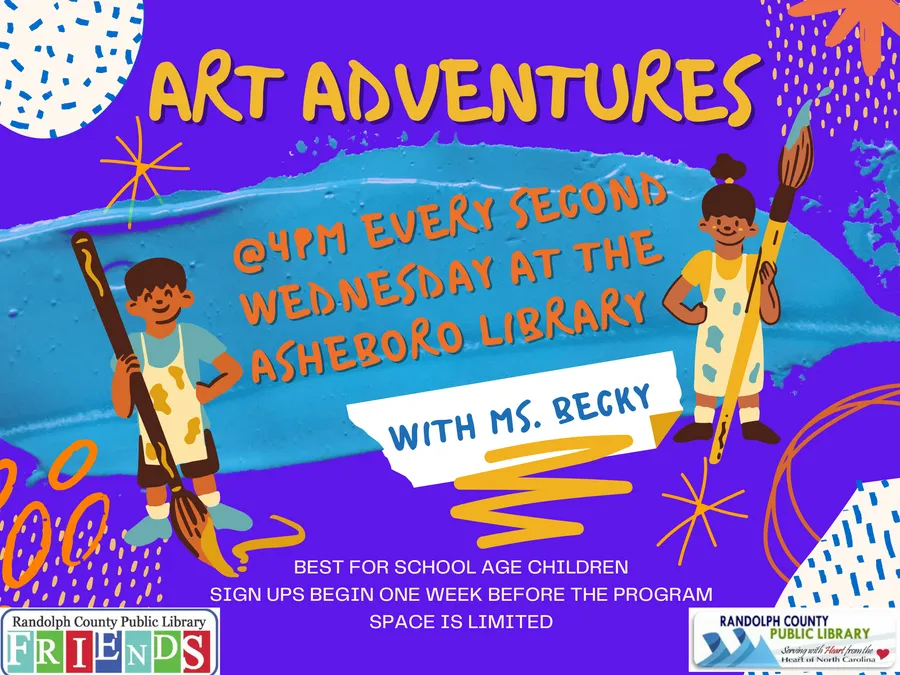 ART ADVENTURES
@4PM EVERY SECOND
WEDNESDAY AT THE
ASHEBORO LIBRARY
WITH MS. BECKY
BEST FOR SCHOOL AGE CHILDREN
SIGN UPS BEGIN ONE WEEK BEFORE THE PROGRAM
SPACE IS LIMITED
Randolph County Public Library
FRIENDS
RANDOLPH COUNTY
PUBLIC LIBRARY
Serving with Heart from the
Heart of North Carolina